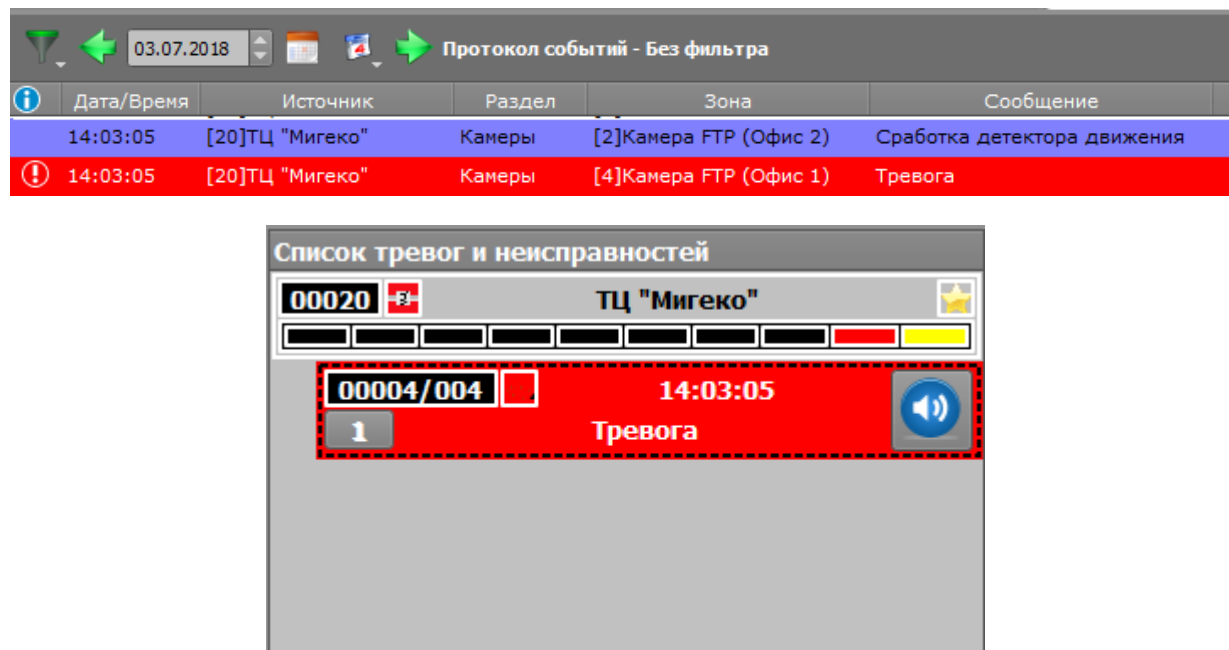 03.07.2018 Протокол событий - Без фильтра
Дата/Время Источник Раздел Зона Сообщение
14:03:05 [20]ТЦ "Мигеко" Камеры [2]Камера FTP (Офис 2) Сработка детектора движения
14:03:05 [20]ТЦ "Мигеко" Камеры [4]Камера FTP (Офис 1) Тревога
Список тревог и неисправностей
00020 ТЦ "Мигеко"
00004/004 14:03:05
1 Тревога